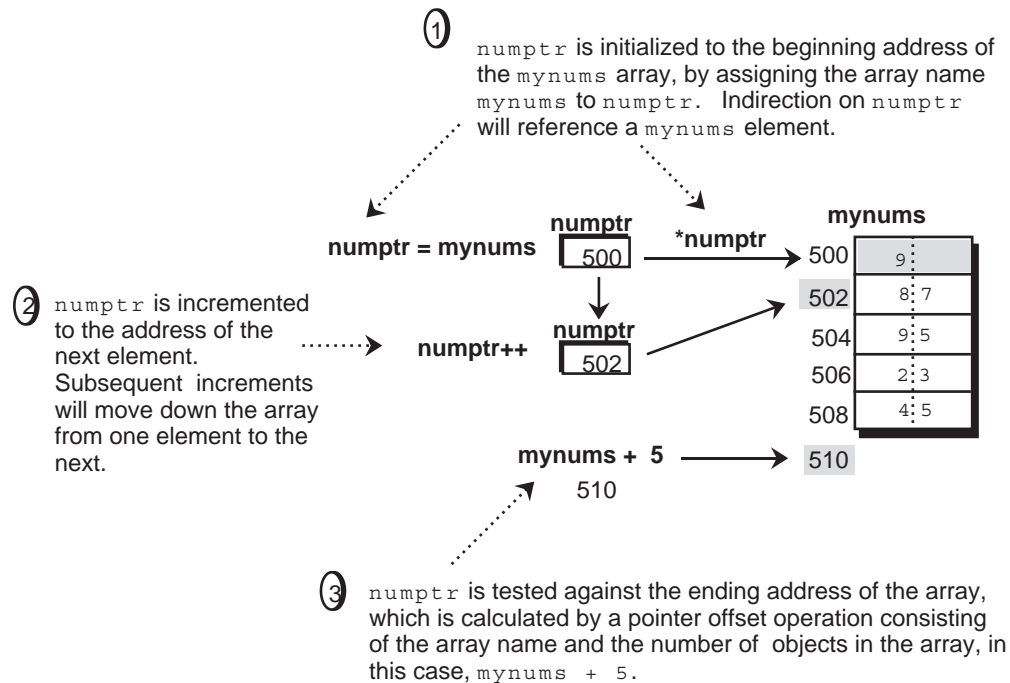 1
numptr is initialized to the beginning address of
the mynums array, by assigning the array name
mynums to numptr. Indirection on numptr
will reference a mynums element.
numptr = mynums
numptr
500
*numptr
mynums
500
9
502
8 7
504
9 5
506
2 3
508
4 5
510
2
numptr is incremented
to the address of the
next element.
Subsequent increments
will move down the array
from one element to the
next.
numptr++
numptr
502
mynums + 5
510
3
numptr is tested against the ending address of the array,
which is calculated by a pointer offset operation consisting
of the array name and the number of objects in the array, in
this case, mynums + 5.